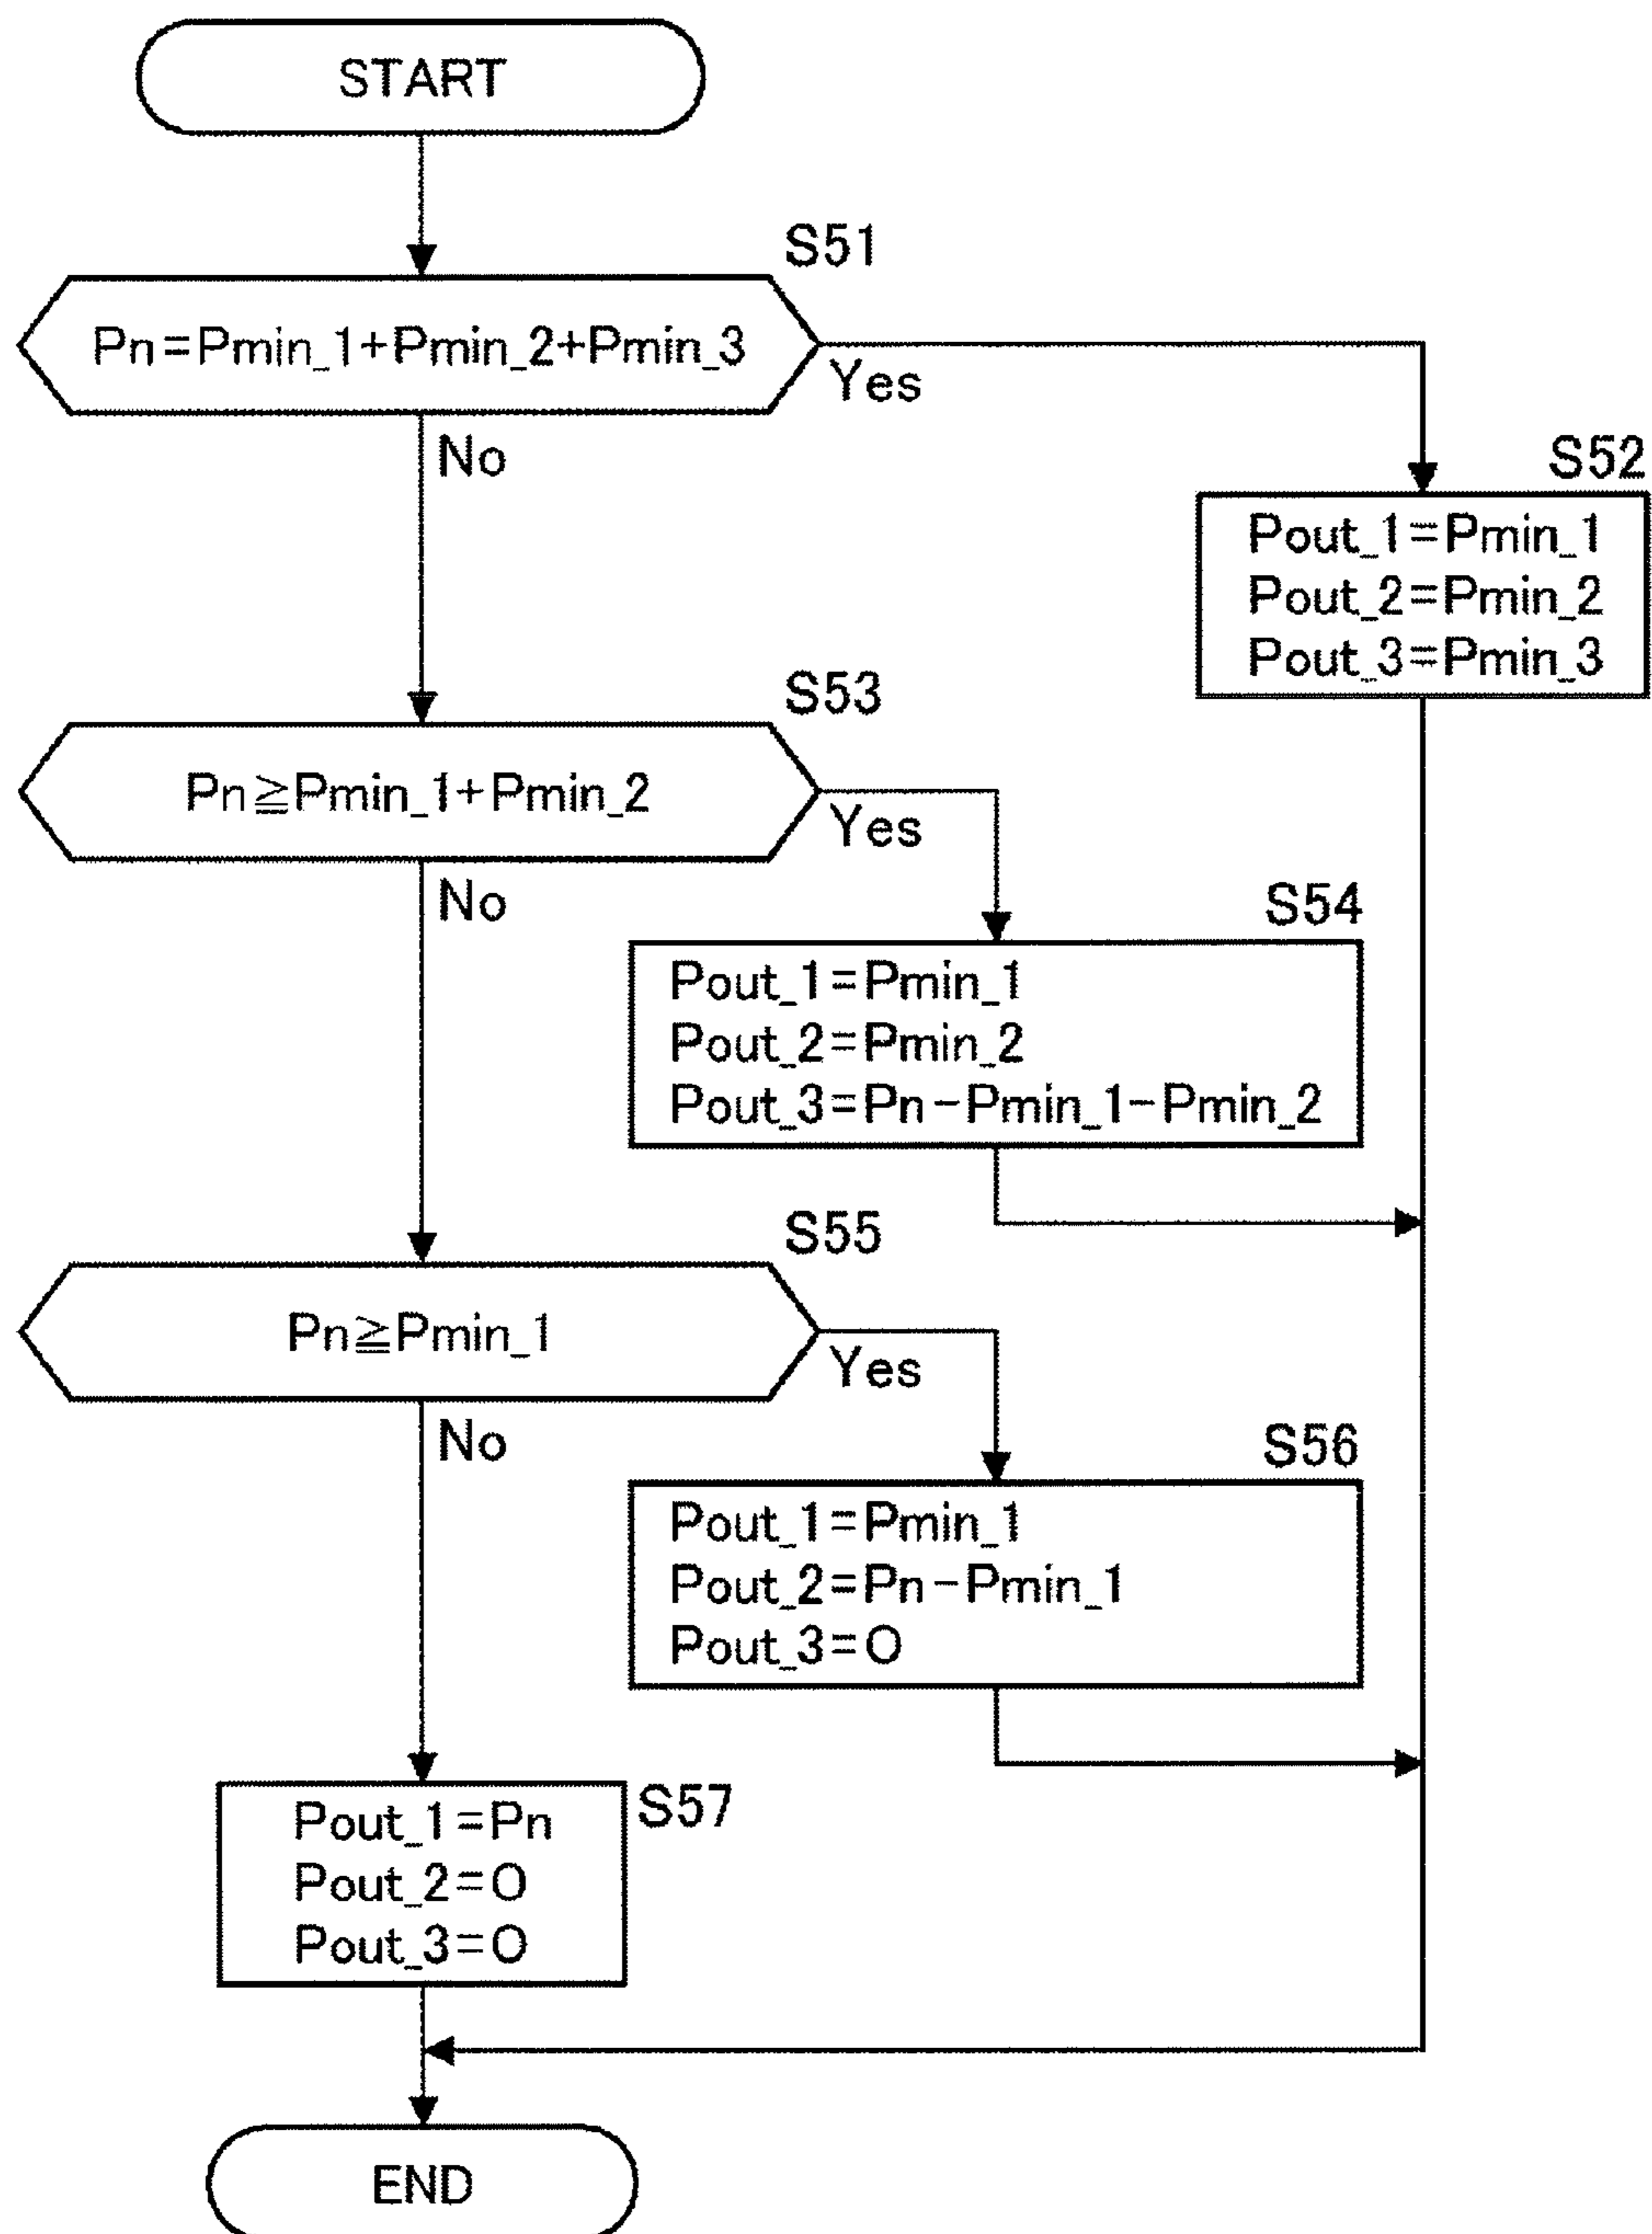 START
S51
Pn=Pmin_1+Pmin_2+Pmin_3
Yes
No
S52
Pout_1=Pmin_1
Pout_2=Pmin_2
Pout_3=Pmin_3
S53
Pn≧Pmin_1+Pmin_2
Yes
No
S54
Pout_1=Pmin_1
Pout_2=Pmin_2
Pout_3=Pn-Pmin_1-Pmin_2
S55
Pn≧Pmin_1
Yes
No
S56
Pout_1=Pmin_1
Pout_2=Pn-Pmin_1
Pout_3=0
S57
Pout_1=Pn
Pout_2=0
Pout_3=0
END